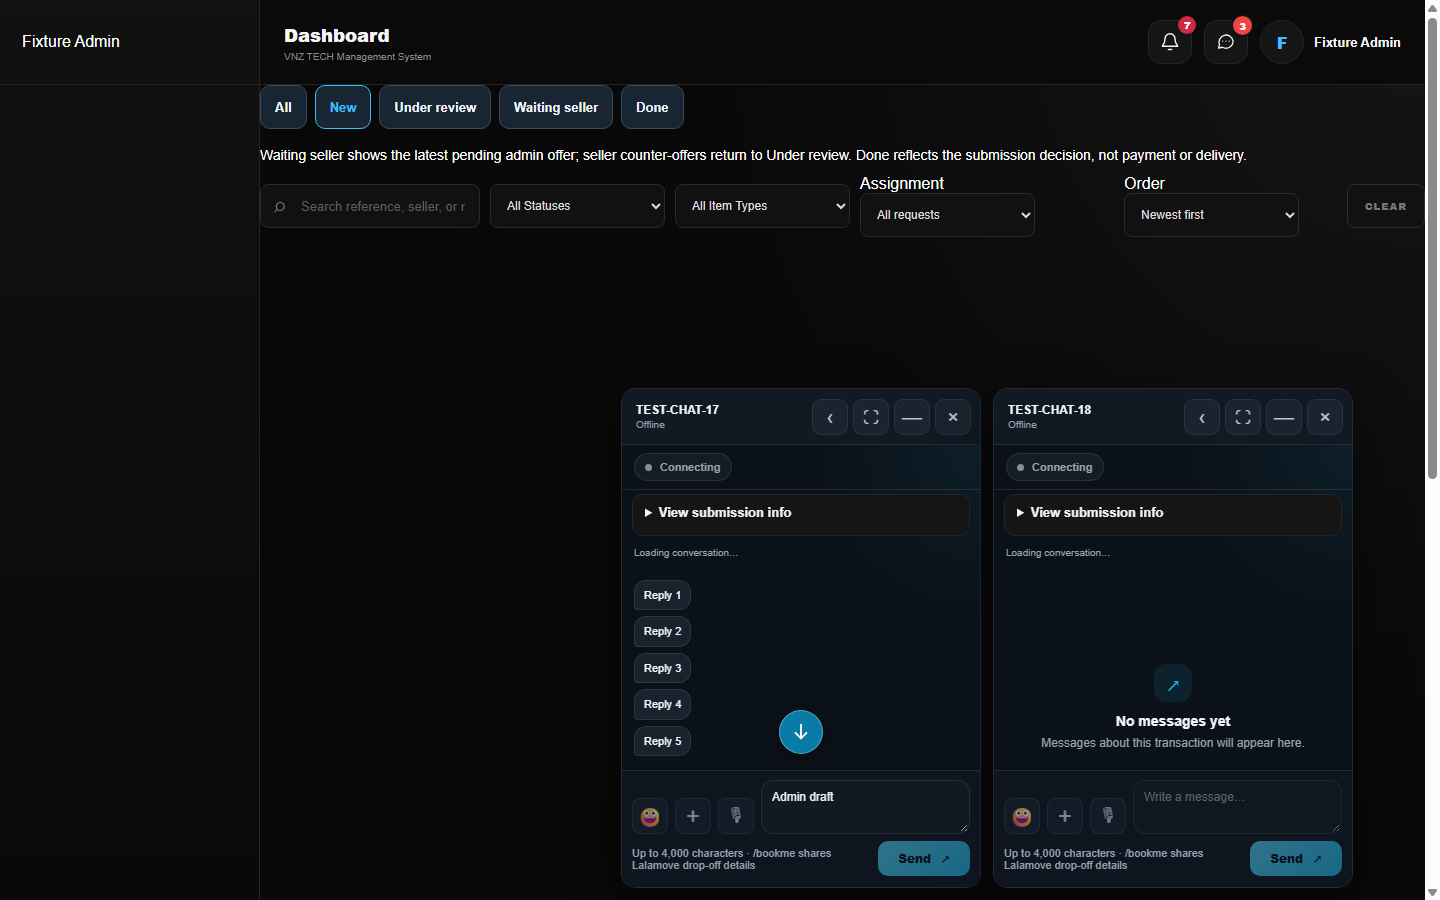 Fixture Admin
Dashboard
VNZ TECH Management System
7
3
F
Fixture Admin
All
New
Under review
Waiting seller
Done
Waiting seller shows the latest pending admin offer; seller counter-offers return to Under review. Done reflects the submission decision, not payment or delivery.
Assignment
Order
Search reference, seller, or r
All Statuses
All Item Types
All requests
Newest first
CLEAR
TEST-CHAT-17
Offline
Connecting
View submission info
Loading conversation...
Reply 1
Reply 2
Reply 3
Reply 4
Reply 5
Admin draft
Up to 4,000 characters · /bookme shares
Lalamove drop-off details
Send
TEST-CHAT-18
Offline
Connecting
View submission info
Loading conversation...
No messages yet
Messages about this transaction will appear here.
Write a message...
Up to 4,000 characters · /bookme shares
Lalamove drop-off details
Send